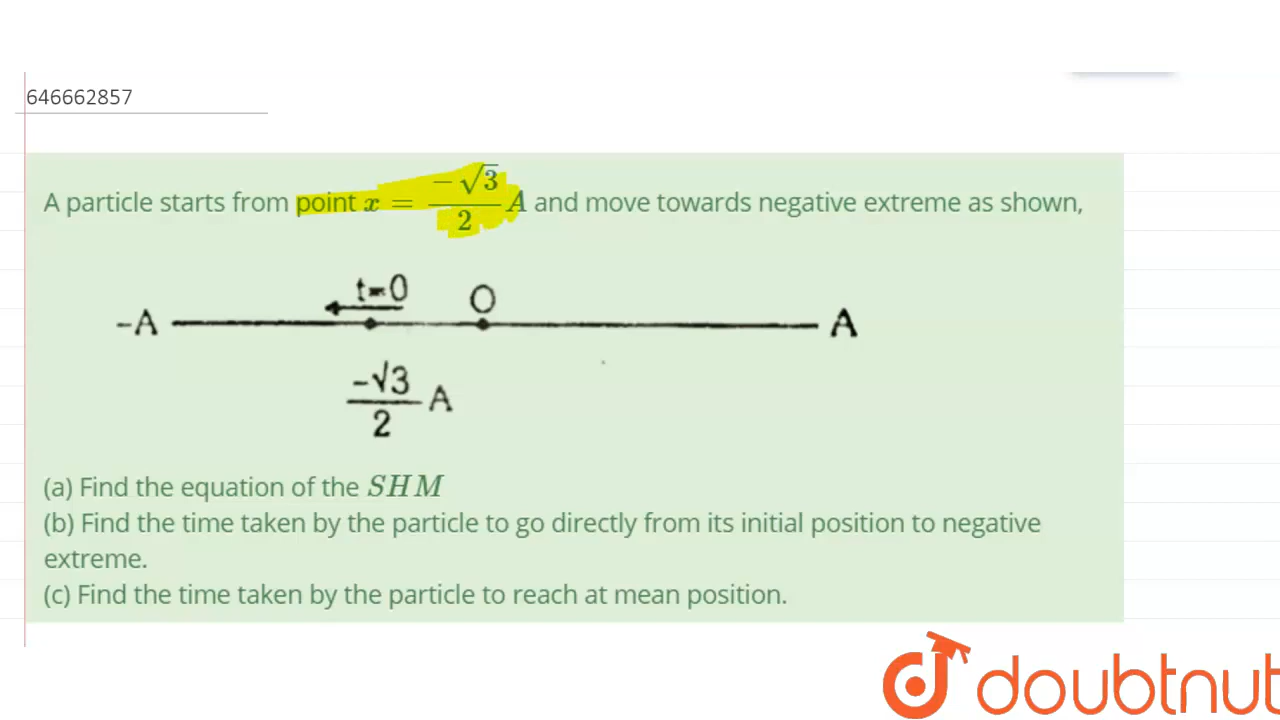 646662857
A particle starts from point x = -√3/2 A and move towards negative extreme as shown,
t=0 O
-A A
-√3/2 A
(a) Find the equation of the SHM
(b) Find the time taken by the particle to go directly from its initial position to negative
extreme.
(c) Find the time taken by the particle to reach at mean position.
doubtnut